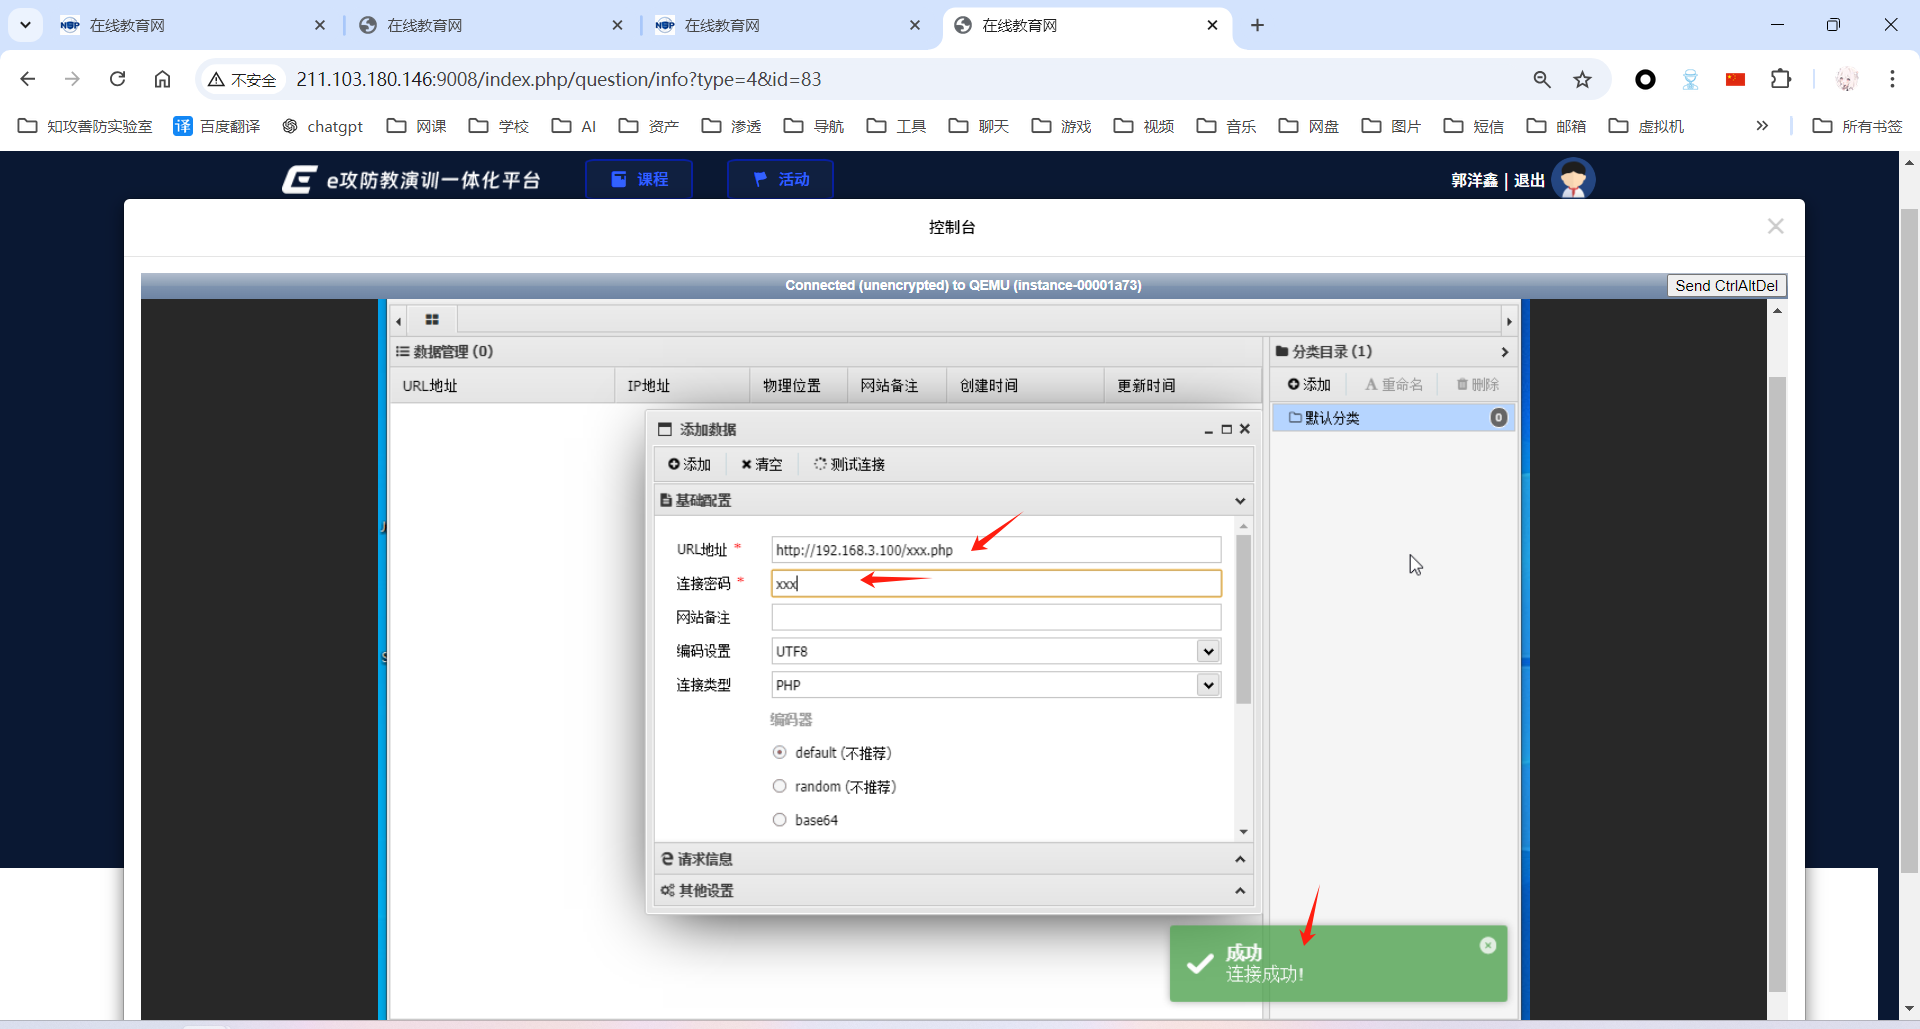 在线教育网
在线教育网
在线教育网
在线教育网
不安全 211.103.180.146:9008/index.php/question/info?type=4&id=83
知攻善防实验室 译 百度翻译 chatgpt 网课 学校 AI 资产 渗透 导航 工具 聊天 游戏 视频 音乐 网盘 图片 短信 邮箱 虚拟机 所有书签
e攻防教演训一体化平台 课程 活动 郭洋鑫 | 退出
控制台
Connected (unencrypted) to QEMU (instance-00001a73) Send CtrlAltDel
数据管理 (0) 分类目录 (1)
URL地址 IP地址 物理位置 网站备注 创建时间 更新时间 添加 重命名 删除
默认分类 0
添加数据
添加 清空 测试连接
基础配置
URL地址 * http://192.168.3.100/xxx.php
连接密码 * xxx
网站备注
编码设置 UTF8
连接类型 PHP
编码器
default (不推荐)
random (不推荐)
base64
请求信息
其他设置
成功
连接成功!